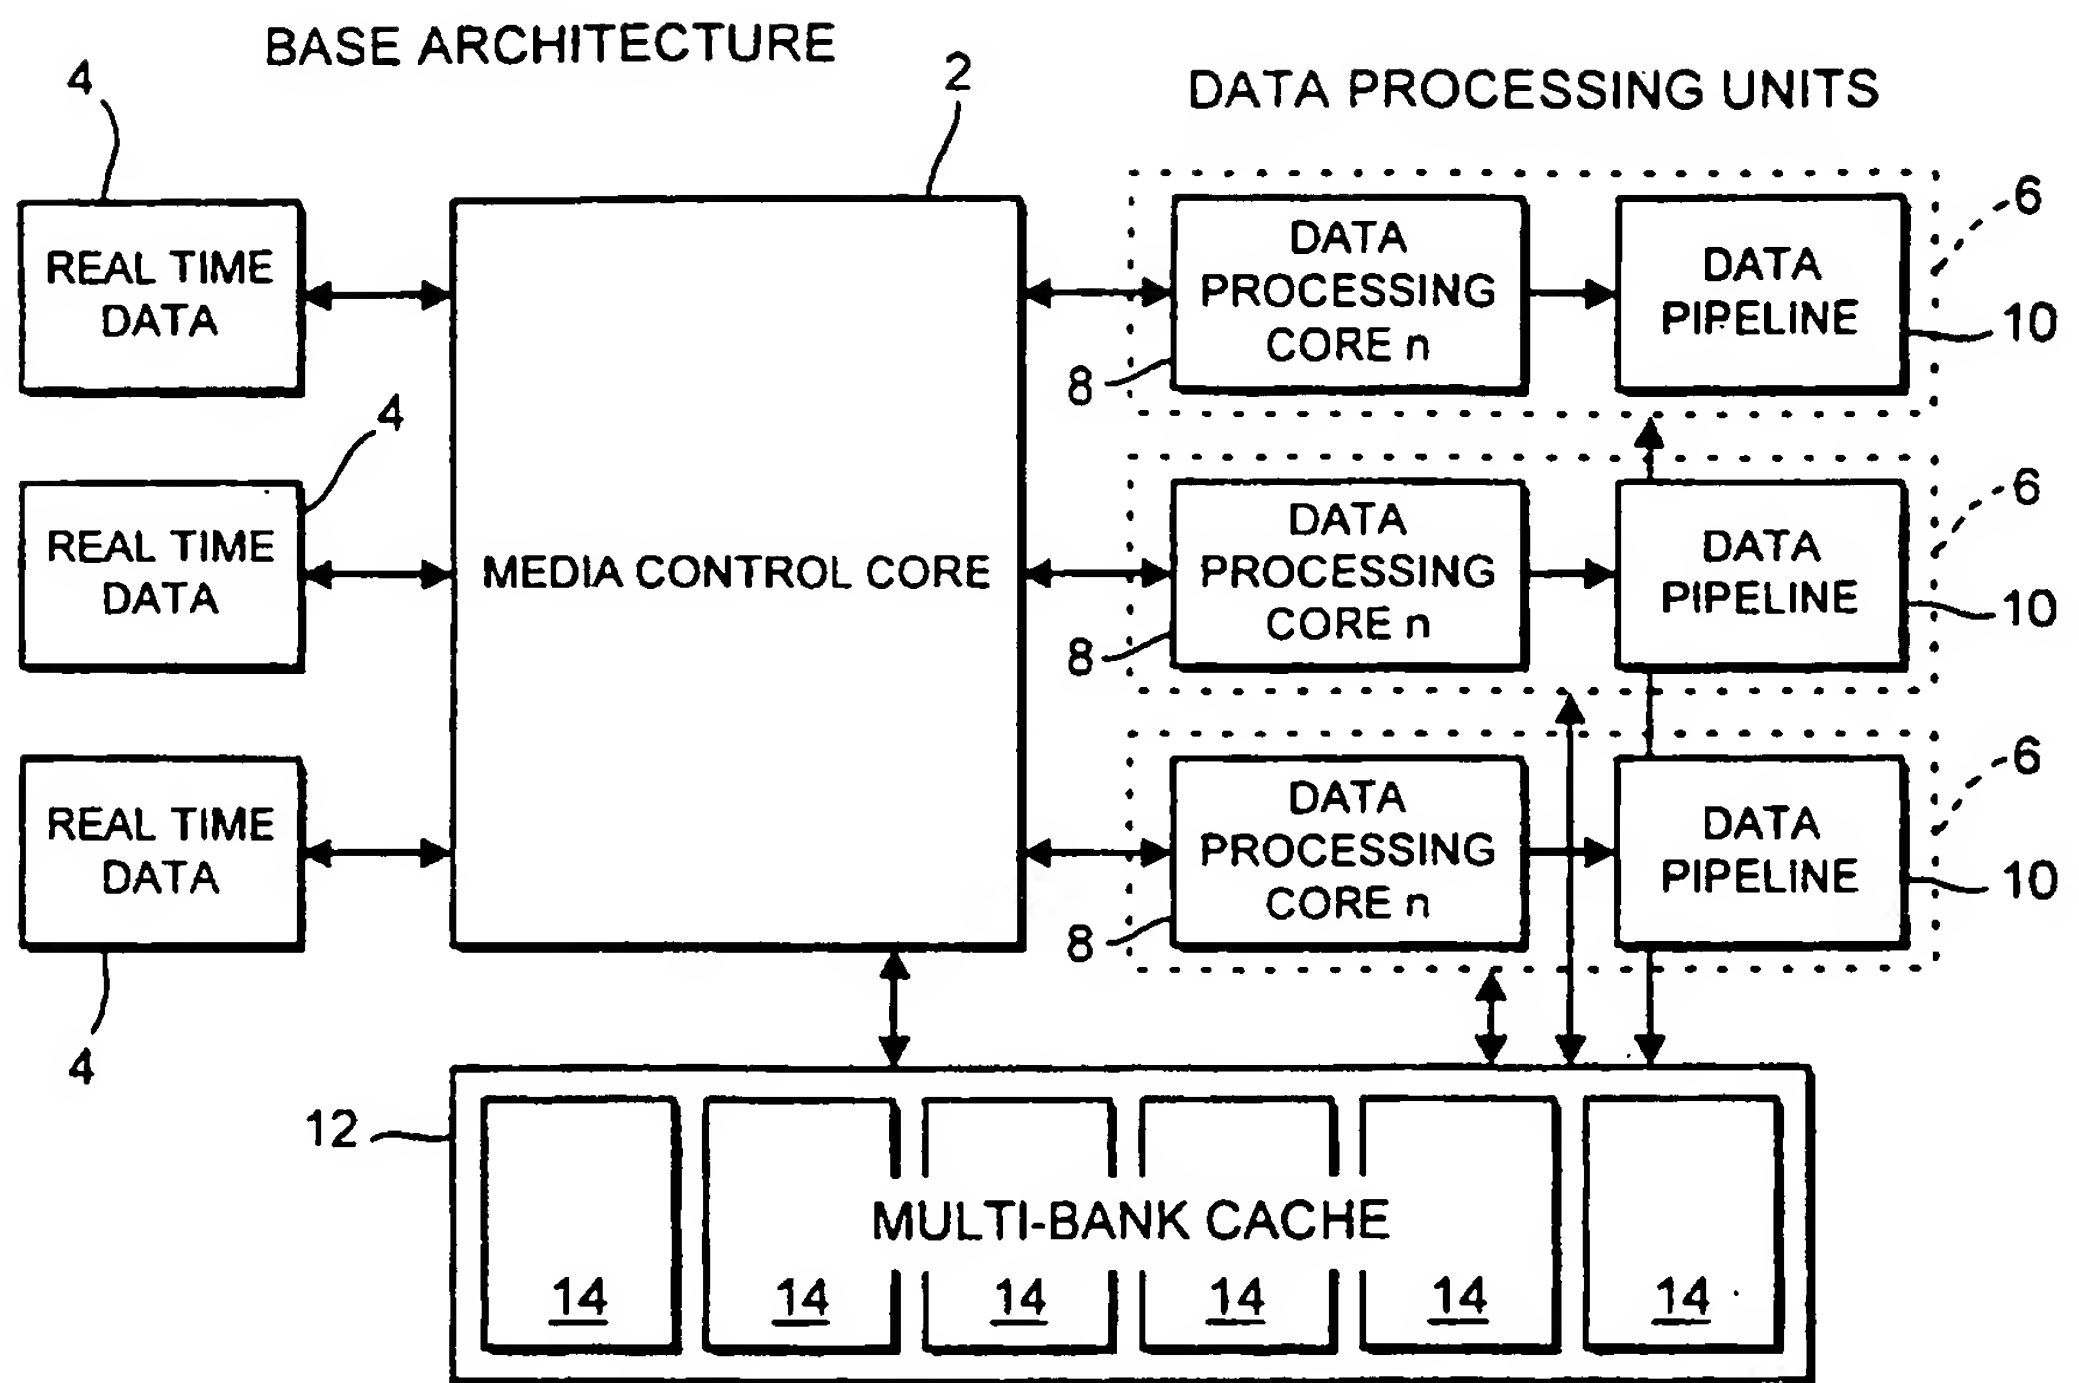 BASE ARCHITECTURE
2
4
DATA PROCESSING UNITS
REAL TIME
DATA
DATA
PROCESSING
CORE n
8
DATA
PIPELINE
6
10
4
REAL TIME
DATA
MEDIA CONTROL CORE
DATA
PROCESSING
CORE n
8
DATA
PIPELINE
6
10
REAL TIME
DATA
4
DATA
PROCESSING
CORE n
8
DATA
PIPELINE
6
10
12
MULTI-BANK CACHE
14
14
14
14
14
14